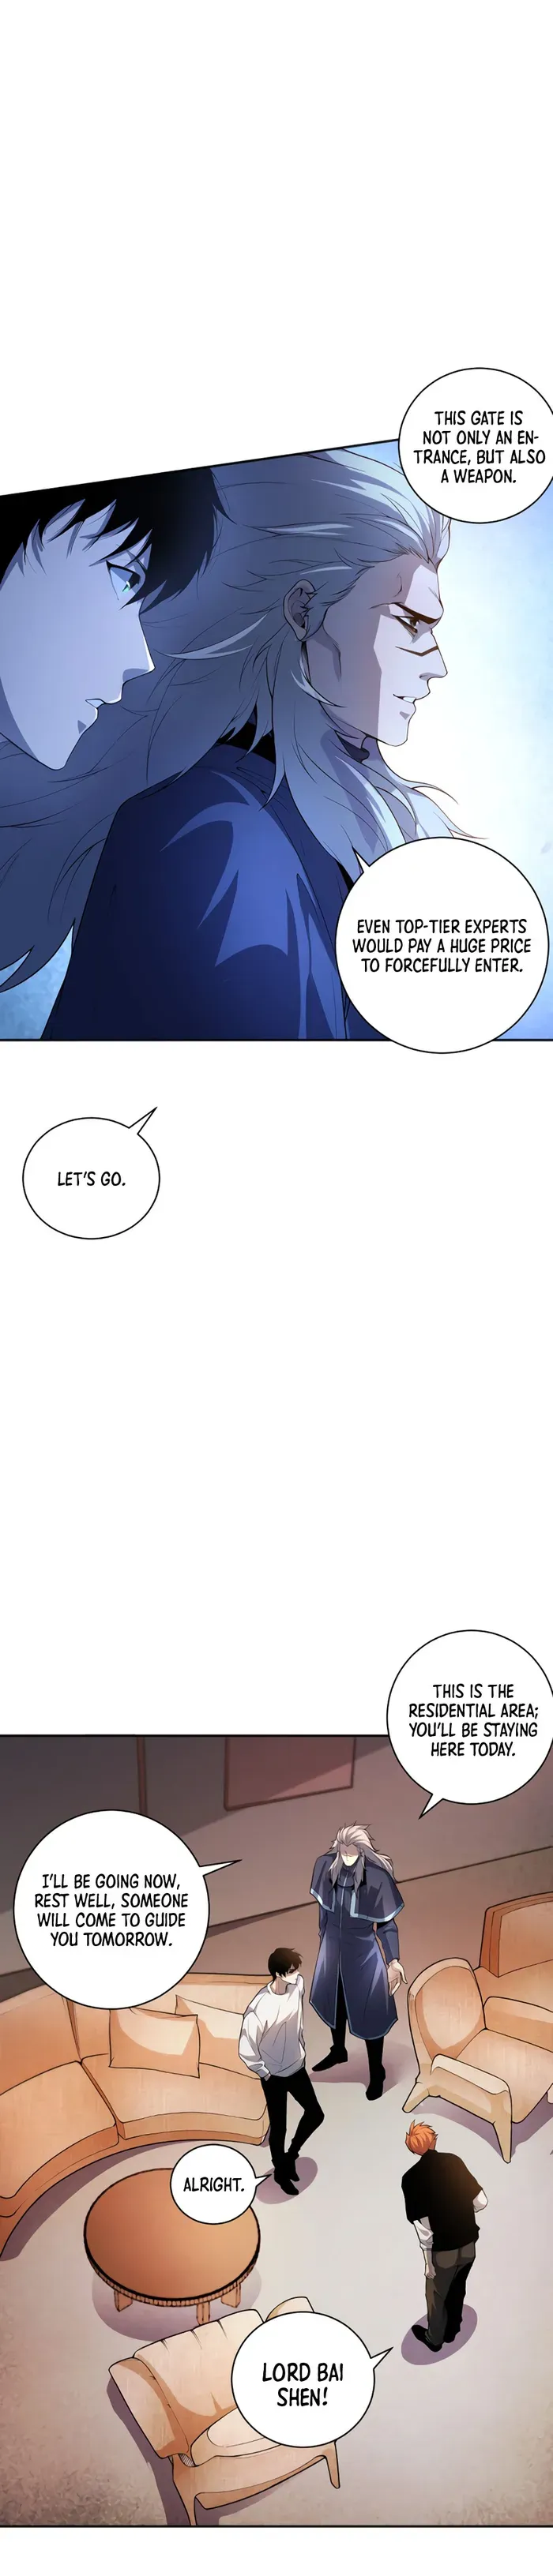 THIS GATE IS
NOT ONLY AN EN-
TRANCE, BUT ALSO
A WEAPON.
EVEN TOP-TIER EXPERTS
WOULD PAY A HUGE PRICE
TO FORCEFULLY ENTER.
LET'S GO.
THIS IS THE
RESIDENTIAL AREA;
YOU'LL BE STAYING
HERE TODAY.
I'LL BE GOING NOW,
REST WELL, SOMEONE
WILL COME TO GUIDE
YOU TOMORROW.
ALRIGHT.
LORD BAI
SHEN!